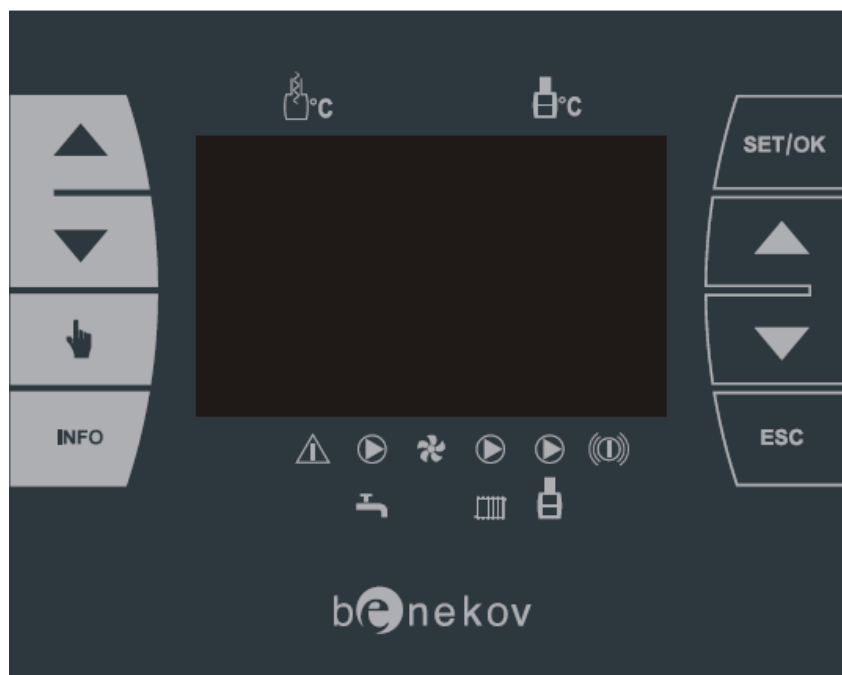 °C °C
SET/OK
INFO
ESC
benekov